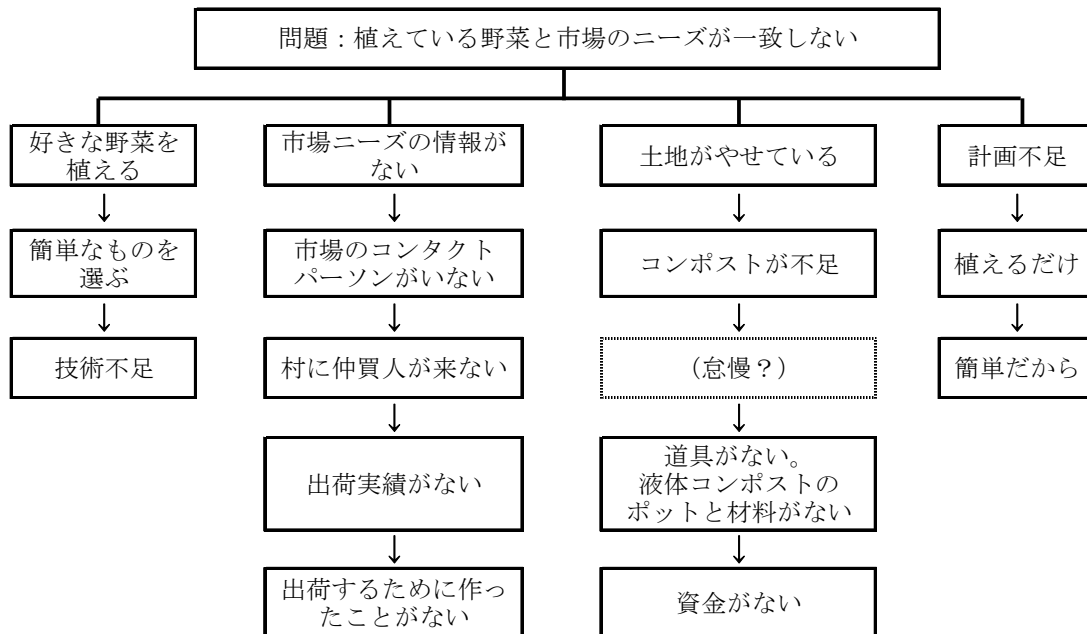 問題：植えている野菜と市場のニーズが一致しない
好きな野菜を
植える
市場ニーズの情報が
ない
土地がやせている
計画不足
簡単なものを
選ぶ
市場のコンタクト
パーソンがいない
コンポストが不足
植えるだけ
技術不足
村に仲買人が来ない
（怠慢？）
簡単だから
出荷実績がない
道具がない。
液体コンポストの
ポットと材料がない
出荷するために作っ
たことがない
資金がない